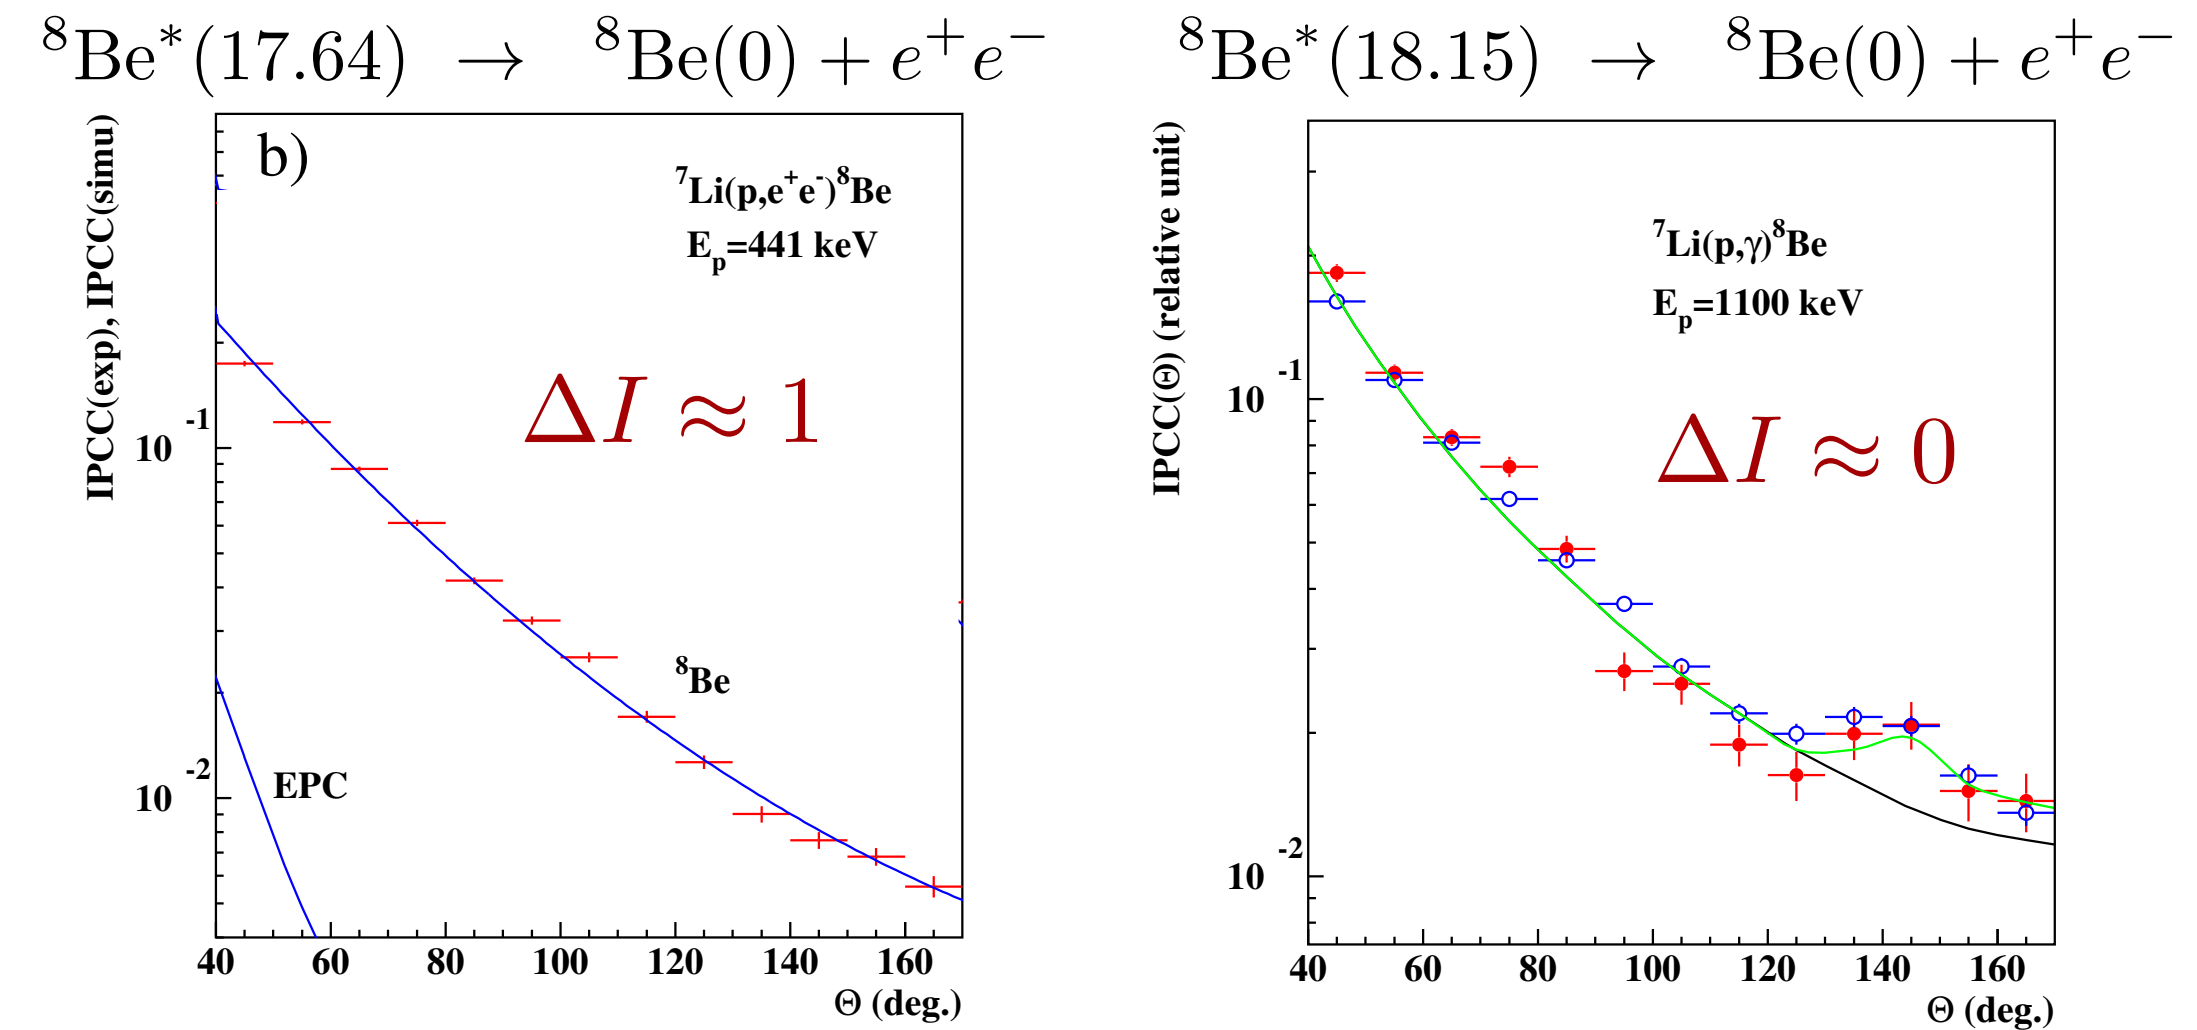 ⁸Be*(17.64) → ⁸Be(0) + e⁺e⁻
b)
⁷Li(p,e⁺e⁻)⁸Be
Eₚ=441 keV
ΔI ≈ 1
⁸Be
EPC
IPCC(exp), IPCC(simu)
10⁻¹
10⁻²
40 60 80 100 120 140 160
Θ (deg.)
⁸Be*(18.15) → ⁸Be(0) + e⁺e⁻
⁷Li(p,γ)⁸Be
Eₚ=1100 keV
ΔI ≈ 0
IPCC(Θ) (relative unit)
10⁻¹
10⁻²
40 60 80 100 120 140 160
Θ (deg.)